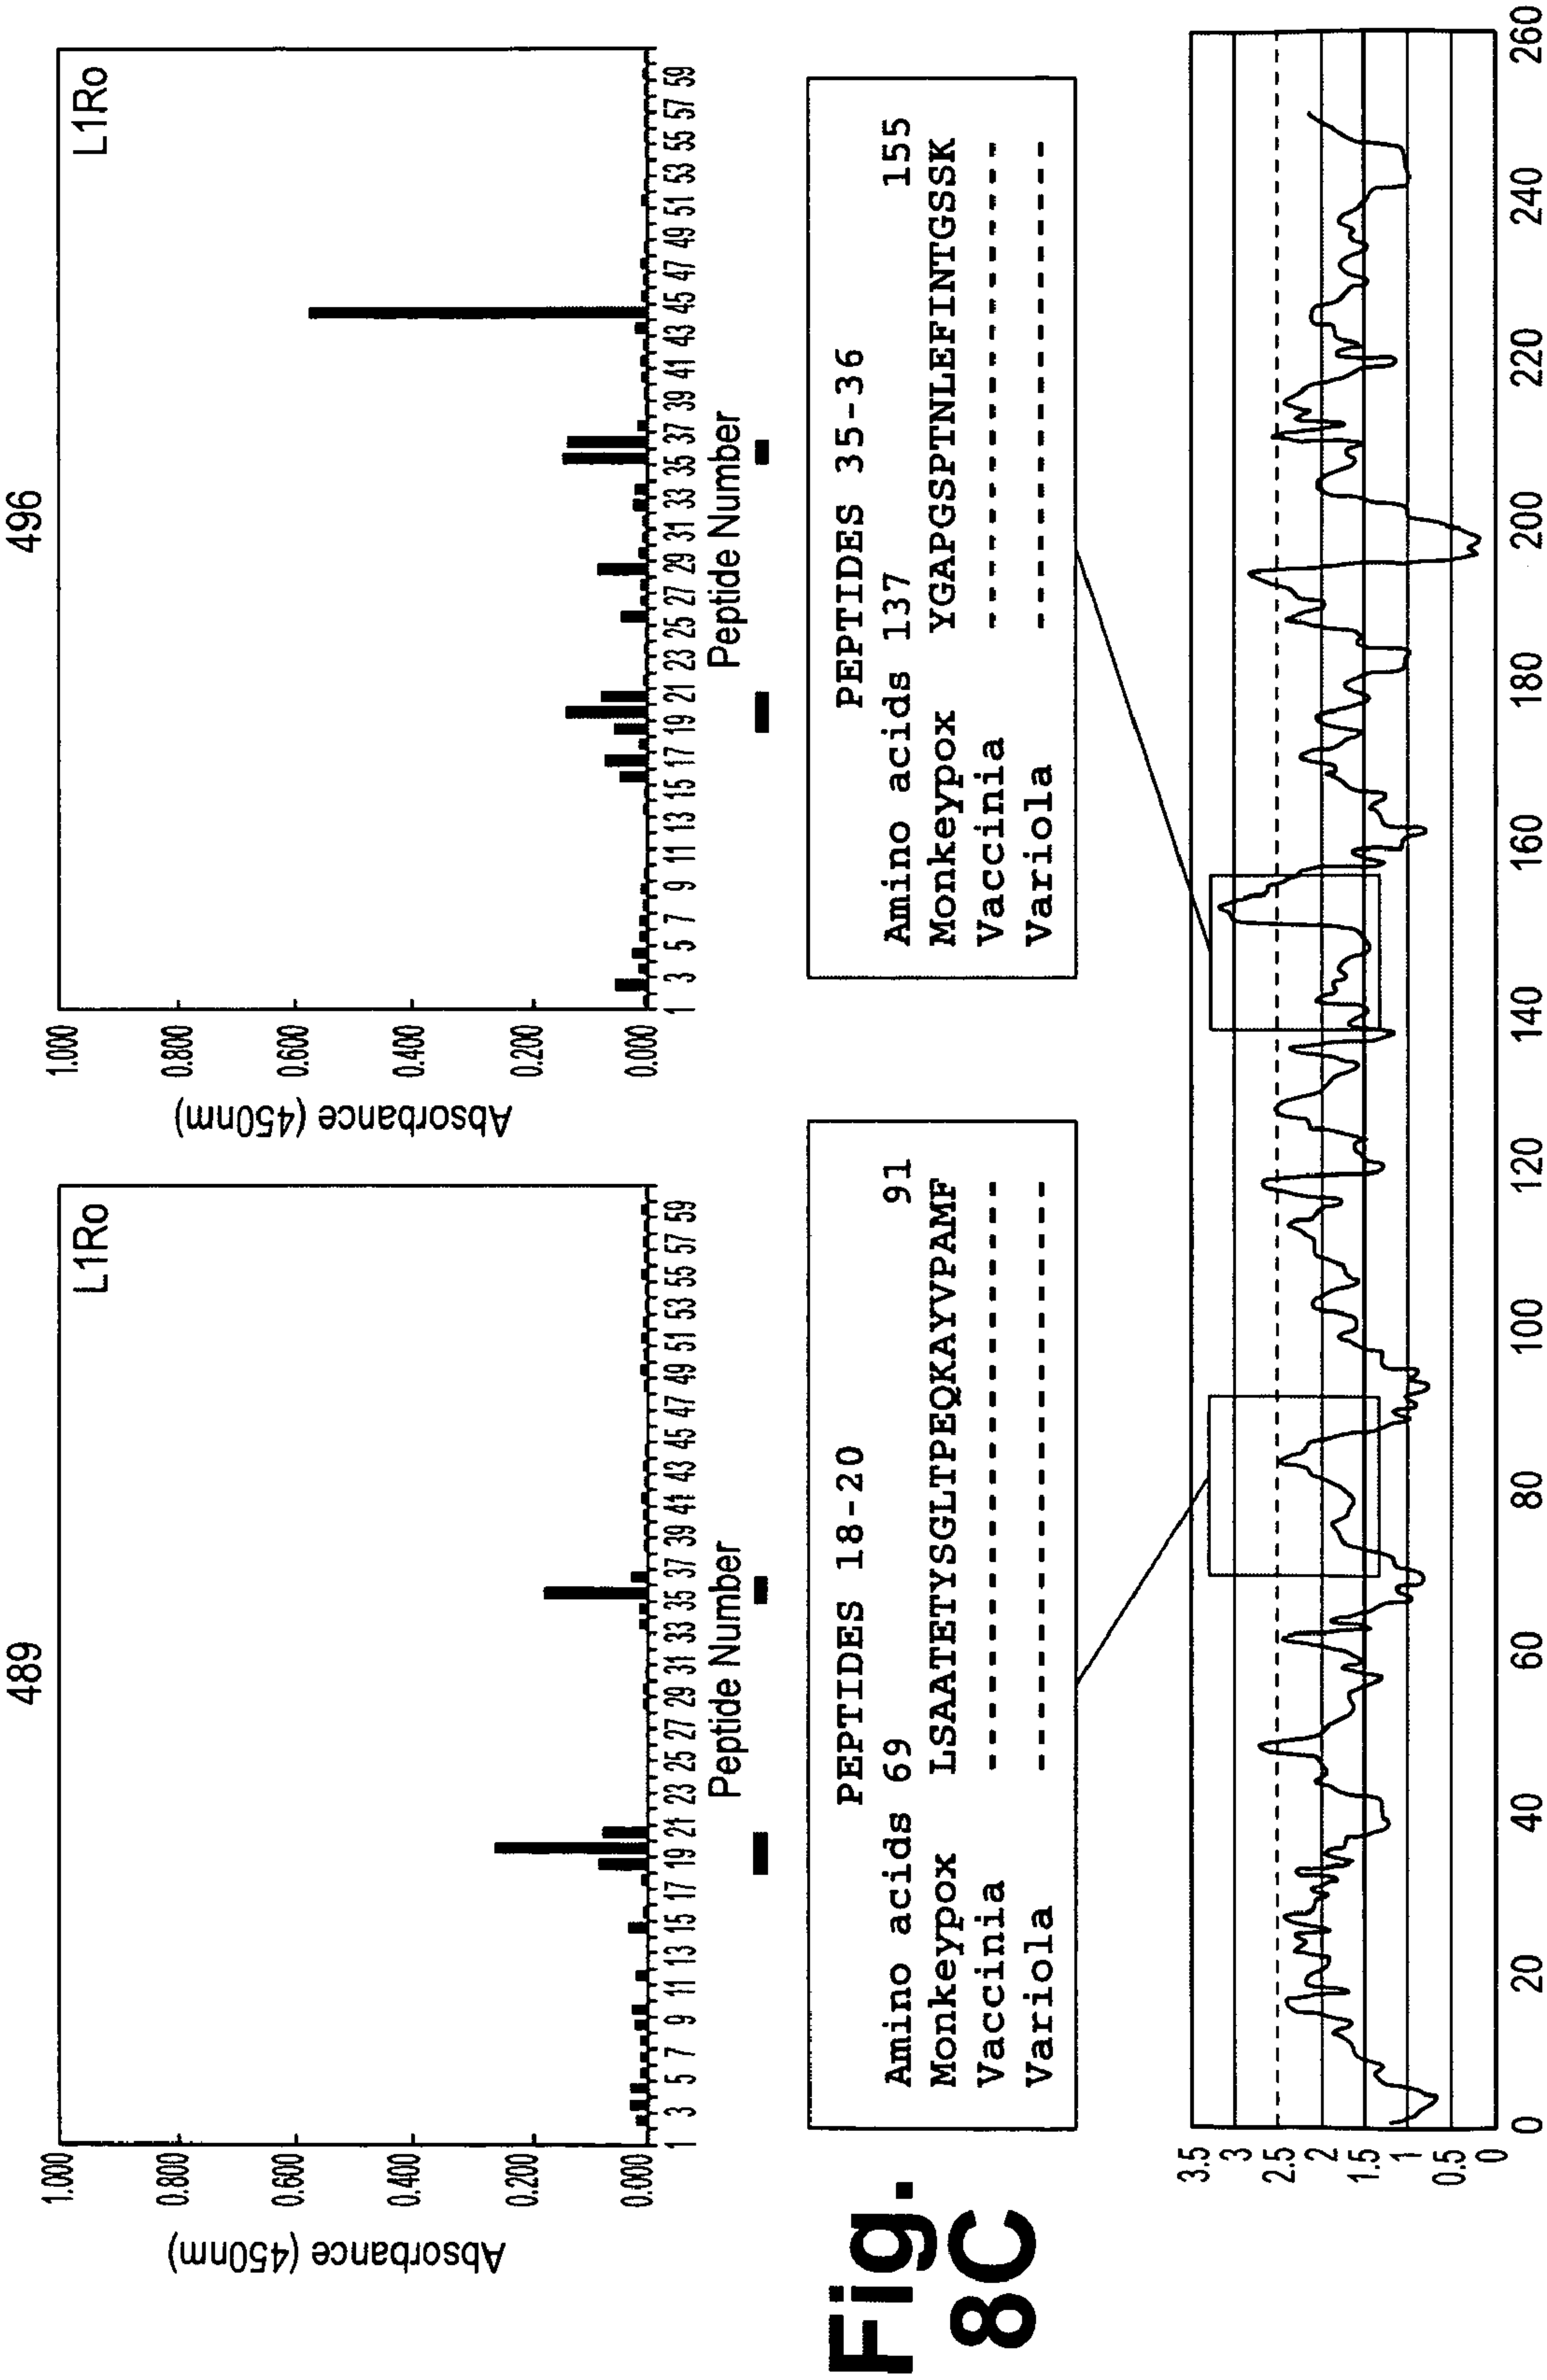 489
1.000
0.800
0.600
0.400
0.200
0.000
Absorbance (450nm)
L1Ro
1 3 5 7 9 11 13 15 17 19 21 23 25 27 29 31 33 35 37 39 41 43 45 47 49 51 53 55 57 59
Peptide Number
496
1.000
0.800
0.600
0.400
0.200
0.000
Absorbance (450nm)
L1Ro
1 3 5 7 9 11 13 15 17 19 21 23 25 27 29 31 33 35 37 39 41 43 45 47 49 51 53 55 57 59
Peptide Number
PEPTIDES 18-20
Amino acids 69 91
Monkeypox LSAATETYSGLTPEQKAYVPAMF
Vaccinia -----------------------
Variola -----------------------
PEPTIDES 35-36
Amino acids 137 155
Monkeypox YGAPGSPTNLEFINTGSSK
Vaccinia -------------------
Variola -------------------
3.5
3
2.5
2
1.5
1
0.5
0
0 20 40 60 80 100 120 140 160 180 200 220 240 260
Fig.
8C